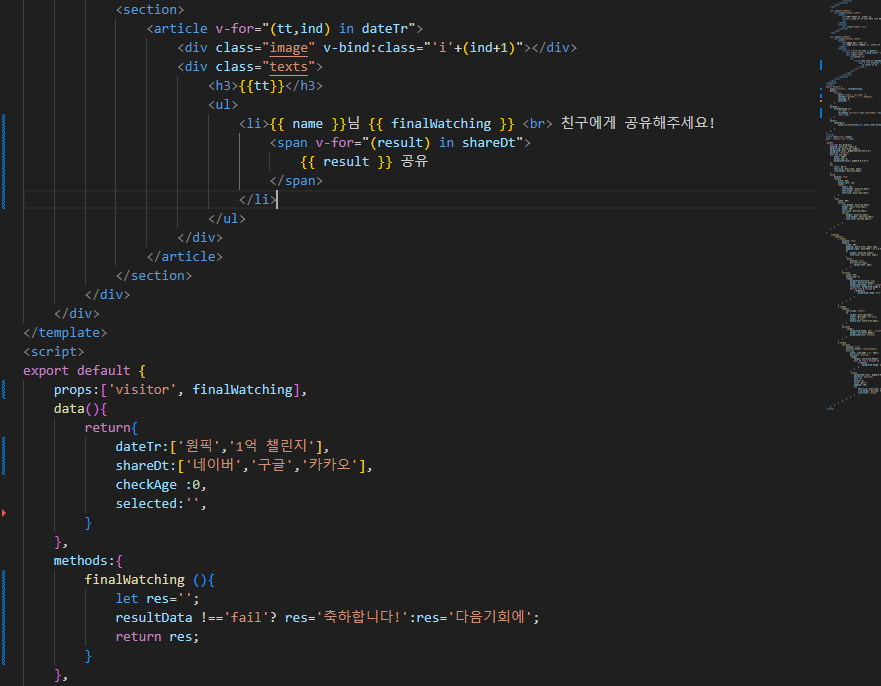 <section>
<article v-for="(tt,ind) in dateTr">
<div class="image" v-bind:class="'i'+(ind+1)"></div>
<div class="texts">
<h3>{{tt}}</h3>
<ul>
<li>{{ name }}님 {{ finalWatching }} <br> 친구에게 공유해주세요!
<span v-for="(result) in shareDt">
{{ result }} 공유
</span>
</li>
</ul>
</div>
</article>
</section>
</div>
</div>
</template>
<script>
export default {
props:['visitor', finalWatching],
data(){
return{
dateTr:['원픽','1억 챌린지'],
shareDt:['네이버','구글','카카오'],
checkAge :0,
selected:'',
}
},
methods:{
finalWatching (){
let res='';
resultData !=='fail'? res='축하합니다!':res='다음기회에';
return res;
}
},